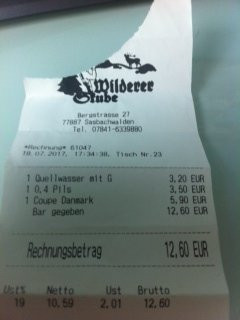 Wilderer
Stube
Bergstrasse 27
77887 Sasbachwalden
Tel. 07841-6339880
*Rechnung* 61047
18.07.2017, 17:34:38, Tisch Nr.23
1 Quellwasser mit G 3,20 EUR
1 0,4 Pils 3,50 EUR
1 Coupe Danmark 5,90 EUR
Bar gegeben 12,60 EUR
Rechnungsbetrag 12,60 EUR
Ust% Netto Ust Brutto
19 10,59 2,01 12,60